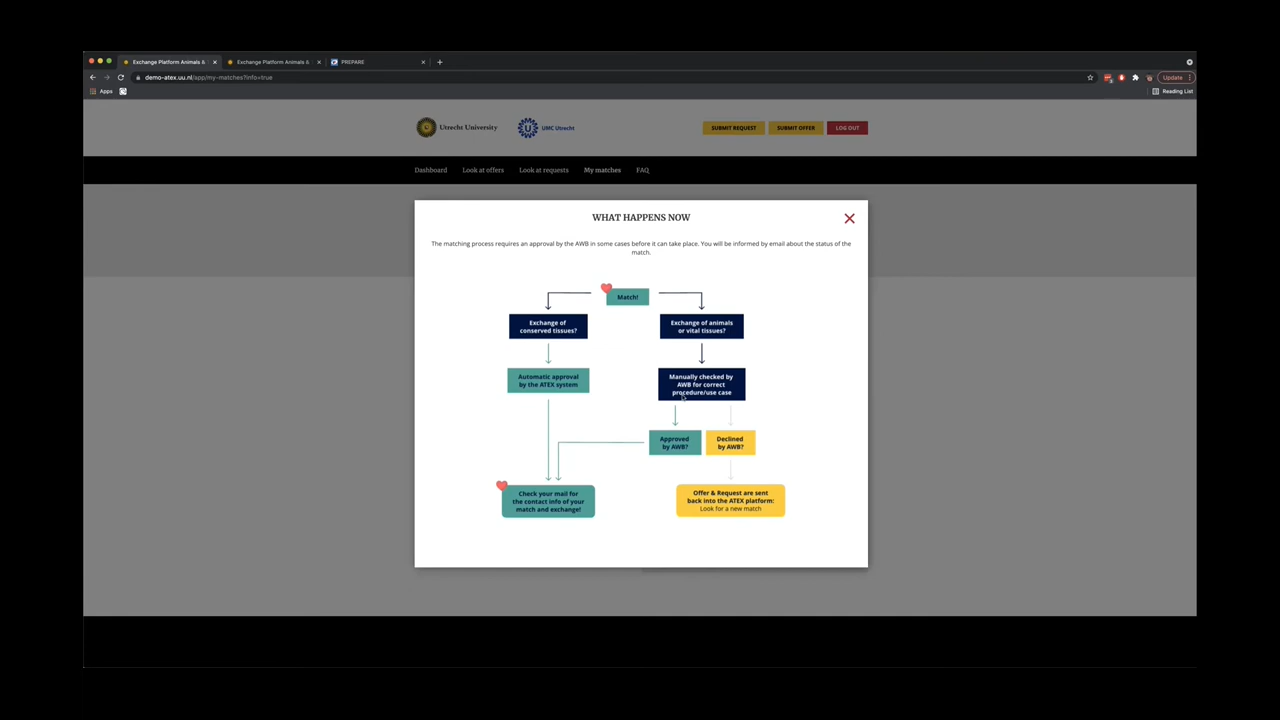 Exchange Platform Animals &
Exchange Platform Animals &
PREPARE
demo-atex.uu.nl/app/my-matches?info=true
Update
Apps
Reading List
Utrecht University
UMC Utrecht
SUBMIT REQUEST
SUBMIT OFFER
LOG OUT
Dashboard
Look at offers
Look at requests
My matches
FAQ
WHAT HAPPENS NOW
The matching process requires an approval by the AWB in some cases before it can take place. You will be informed by email about the status of the
match.
Match!
Exchange of
conserved tissues?
Exchange of animals
or vital tissues?
Automatic approval
by the ATEX system
Manually checked by
AWB for correct
procedure/use case
Approved
by AWB?
Declined
by AWB?
Check your mail for
the contact info of your
match and exchange!
Offer & Request are sent
back into the ATEX platform:
Look for a new match